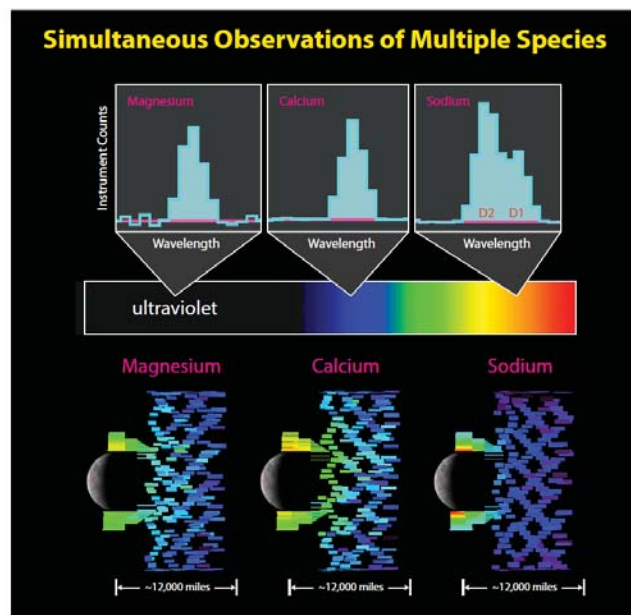 Simultaneous Observations of Multiple Species
Instrument Counts
Magnesium
Calcium
Sodium
D2 D1
Wavelength
Wavelength
Wavelength
ultraviolet
Magnesium
Calcium
Sodium
~12,000 miles
~12,000 miles
~12,000 miles